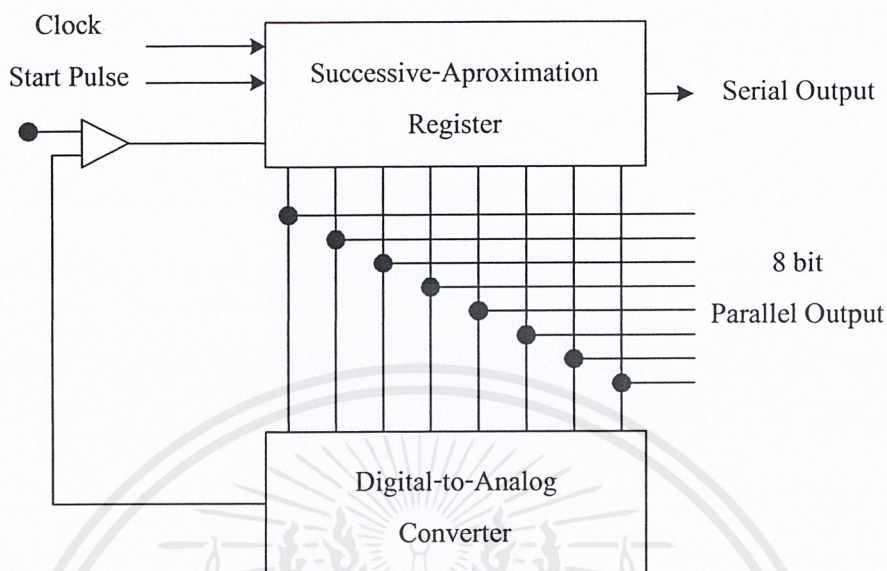 Clock
Start Pulse
Successive-Aproximation
Register
Serial Output
8 bit
Parallel Output
Digital-to-Analog
Converter